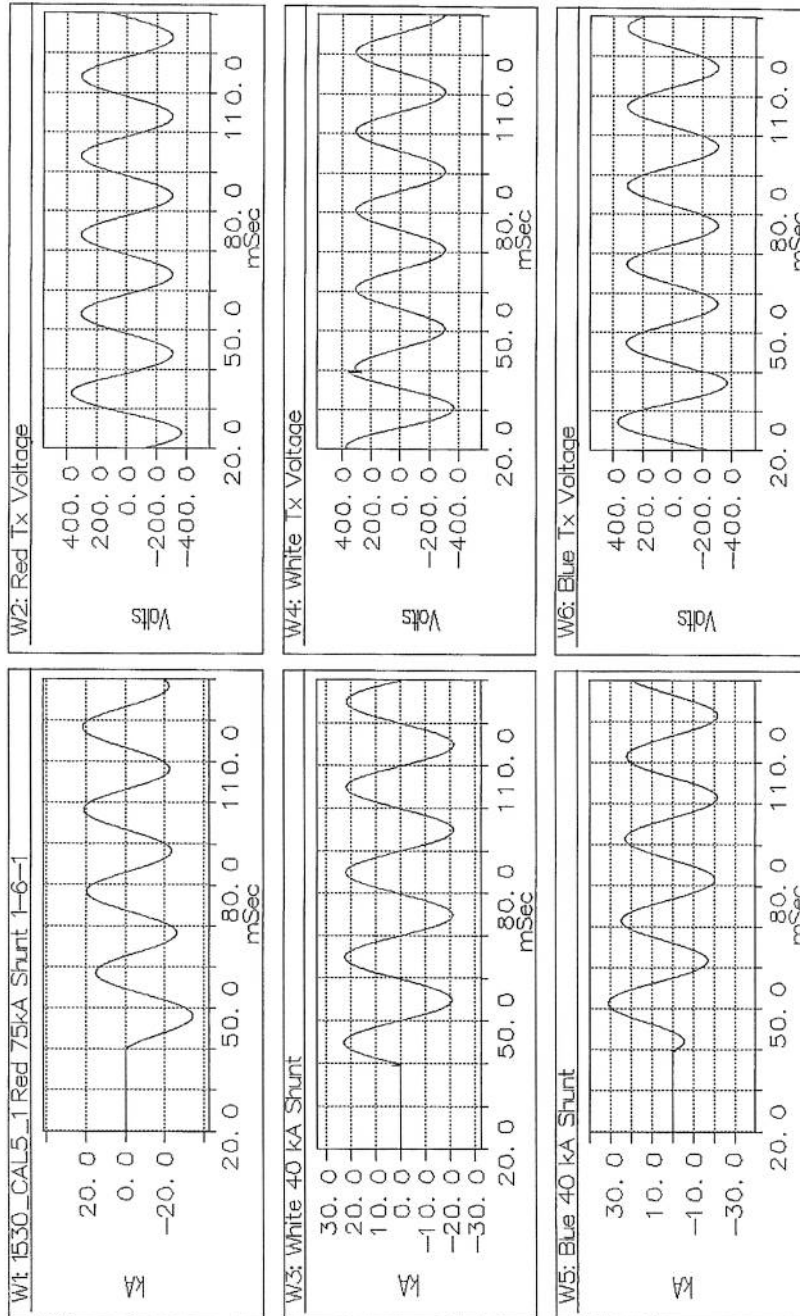 W1: 1530_CAL5_1 Red 75kA Shunt 1-6-1
kA
20. 0
0. 0
-20. 0
20. 0 50. 0 80. 0 110. 0
mSec
W2: Red Tx Voltage
Volts
400. 0
200. 0
0. 0
-200. 0
-400. 0
20. 0 50. 0 80. 0 110. 0
mSec
W3: White 40 kA Shunt
kA
30. 0
20. 0
10. 0
0. 0
-10. 0
-20. 0
-30. 0
20. 0 50. 0 80. 0 110. 0
mSec
W4: White Tx Voltage
Volts
400. 0
200. 0
0. 0
-200. 0
-400. 0
20. 0 50. 0 80. 0 110. 0
mSec
W5: Blue 40 kA Shunt
kA
30. 0
10. 0
-10. 0
-30. 0
20. 0 50. 0 80. 0 110. 0
mSec
W6: Blue Tx Voltage
Volts
400. 0
200. 0
0. 0
-200. 0
-400. 0
20. 0 50. 0 80. 0 110. 0
mSec